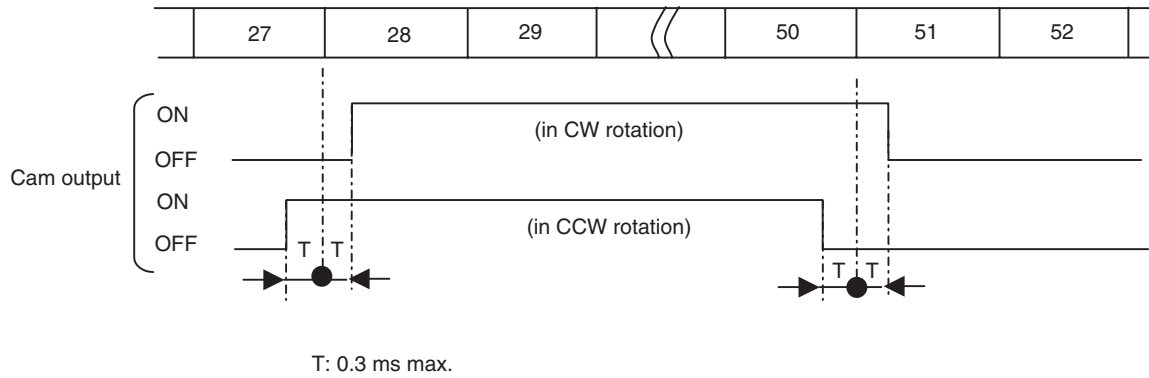 27 28 29 50 51 52
ON
(in CW rotation)
OFF
Cam output
ON
(in CCW rotation)
OFF
T T
T T
T: 0.3 ms max.